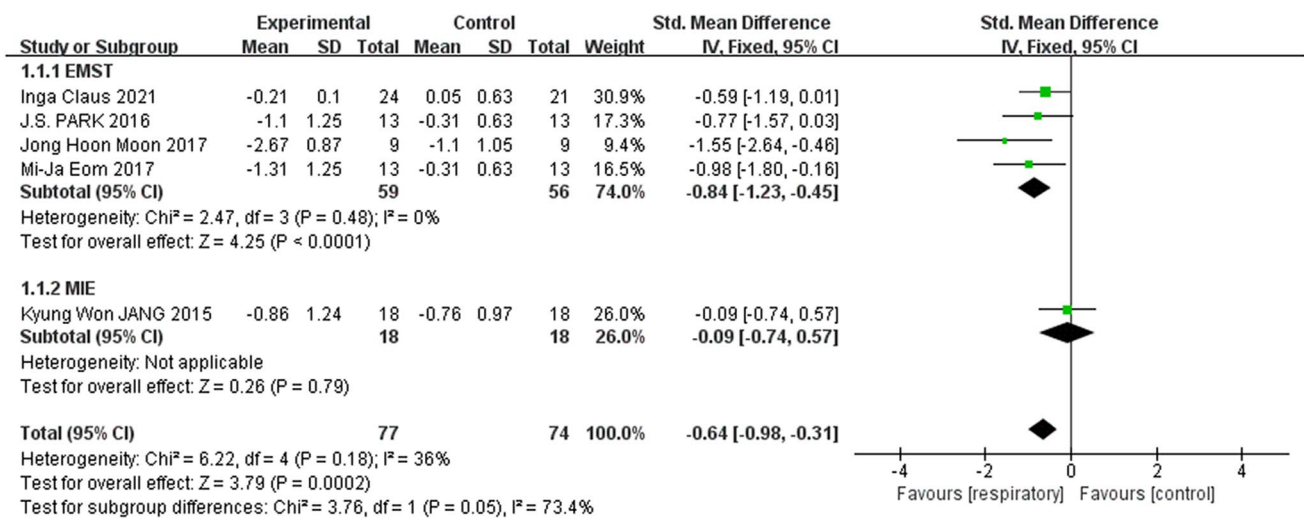 Experimental Control Std. Mean Difference Std. Mean Difference
Study or Subgroup Mean SD Total Mean SD Total Weight IV, Fixed, 95% CI IV, Fixed, 95% CI
1.1.1 EMST
Inga Claus 2021 -0.21 0.1 24 0.05 0.63 21 30.9% -0.59 [-1.19, 0.01]
J.S. PARK 2016 -1.1 1.25 13 -0.31 0.63 13 17.3% -0.77 [-1.57, 0.03]
Jong Hoon Moon 2017 -2.67 0.87 9 -1.1 1.05 9 9.4% -1.55 [-2.64, -0.46]
Mi-Ja Eom 2017 -1.31 1.25 13 -0.31 0.63 13 16.5% -0.98 [-1.80, -0.16]
Subtotal (95% CI) 59 56 74.0% -0.84 [-1.23, -0.45]
Heterogeneity: Chi² = 2.47, df = 3 (P = 0.48); I² = 0%
Test for overall effect: Z = 4.25 (P < 0.0001)
1.1.2 MIE
Kyung Won JANG 2015 -0.86 1.24 18 -0.76 0.97 18 26.0% -0.09 [-0.74, 0.57]
Subtotal (95% CI) 18 18 26.0% -0.09 [-0.74, 0.57]
Heterogeneity: Not applicable
Test for overall effect: Z = 0.26 (P = 0.79)
Total (95% CI) 77 74 100.0% -0.64 [-0.98, -0.31]
Heterogeneity: Chi² = 6.22, df = 4 (P = 0.18); I² = 36%
Test for overall effect: Z = 3.79 (P = 0.0002)
Test for subgroup differences: Chi² = 3.76, df = 1 (P = 0.05), I² = 73.4%
-4 -2 0 2 4
Favours [respiratory] Favours [control]